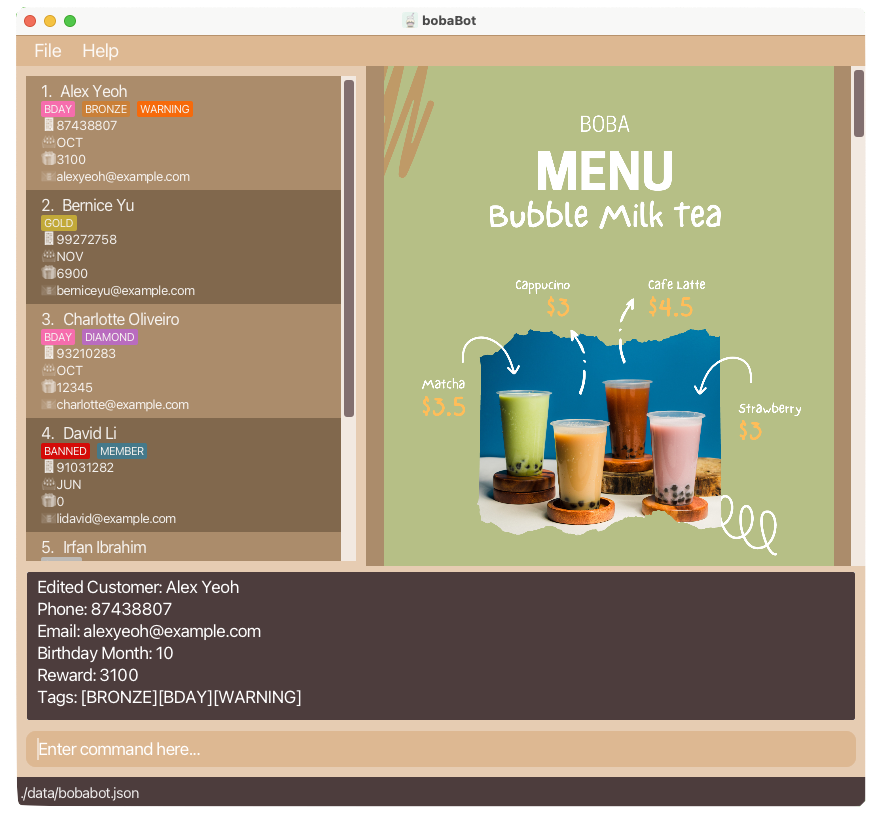 bobaBot
File Help
1. Alex Yeoh
BDAY BRONZE WARNING
87438807
OCT
3100
alexyeoh@example.com
2. Bernice Yu
GOLD
99272758
NOV
6900
berniceyu@example.com
3. Charlotte Oliveiro
BDAY DIAMOND
93210283
OCT
12345
charlotte@example.com
4. David Li
BANNED MEMBER
91031282
JUN
0
lidavid@example.com
5. Irfan Ibrahim
BOBA
MENU
Bubble Milk Tea
Cappucino
$3
Cafe Latte
$4.5
Matcha
$3.5
Strawberry
$3
Edited Customer: Alex Yeoh
Phone: 87438807
Email: alexyeoh@example.com
Birthday Month: 10
Reward: 3100
Tags: [BRONZE][BDAY][WARNING]
Enter command here...
./data/bobabot.json